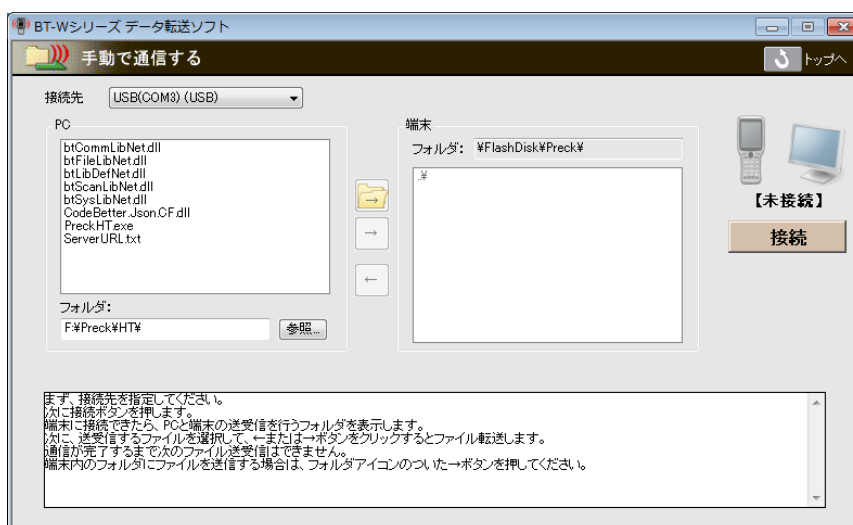 BT-Wシリーズ データ転送ソフト
手動で通信する
トップへ
接続先 USB(COM3) (USB)
PC
btCommLibNet.dll
btFileLibNet.dll
btLibDefNet.dll
btScanLibNet.dll
btSysLibNet.dll
CodeBetter.Json.CF.dll
PreckHT.exe
ServerURL.txt
フォルダ:
F:¥Preck¥HT¥
参照...
→
→
←
端末
フォルダ: ¥FlashDisk¥Preck¥
.¥
【未接続】
接続
まず、接続先を指定してください。
次に接続ボタンを押します。
端末に接続できたら、PCと端末の送受信を行うフォルダを表示します。
次に、送受信するファイルを選択して、←または→ボタンをクリックするとファイル転送します。
通信が完了するまで次のファイル送受信はできません。
端末内のフォルダにファイルを送信する場合は、フォルダアイコンのついた→ボタンを押してください。